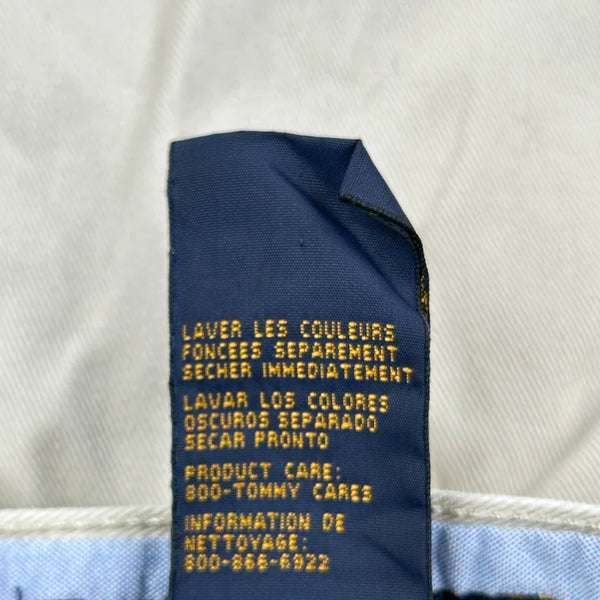 LAVER LES COULEURS
FONCEES SEPAREMENT
SECHER IMMEDIATEMENT
LAVAR LOS COLORES
OSCUROS SEPARADO
SECAR PRONTO
PRODUCT CARE:
800-TOMMY CARES
INFORMATION DE
NETTOYAGE:
800-866-6922